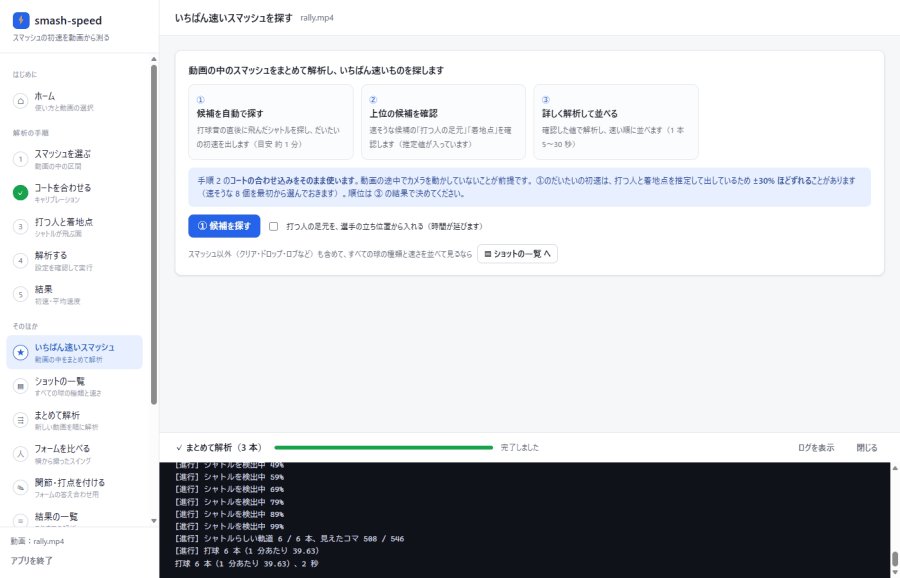 smash-speed
スマッシュの初速を動画から測る
はじめに
ホーム
使い方と動画の選択
解析の手順
1
スマッシュを選ぶ
動画の中の区間
コートを合わせる
キャリブレーション
3
打つ人と着地点
シャトルが飛ぶ面
4
解析する
設定を確認して実行
5
結果
初速・平均速度
そのほか
いちばん速いスマッシュ
動画の中をまとめて解析
ショットの一覧
すべての球の種類と速さ
まとめて解析
新しい動画を順に解析
人
フォームを比べる
横から撮ったスイング
関節・打点を付ける
フォームの答え合わせ用
結果の一覧
動画：rally.mp4
アプリを終了
いちばん速いスマッシュを探す rally.mp4
動画の中のスマッシュをまとめて解析し、いちばん速いものを探します
①
候補を自動で探す
打球音の直後に飛んだシャトルを探し、だいたい
の初速を出します（目安 約 1 分）
②
上位の候補を確認
速そうな候補の「打つ人の足元」「着地点」を確
認します（推定値が入っています）
③
詳しく解析して並べる
確認した値で解析し、速い順に並べます（1 本
5〜30 秒）
手順 2 のコートの合わせ込みをそのまま使います。動画の途中でカメラを動かしていないことが前提です。 ①のだいたいの初速は、打つ人と着地点を推定して出しているため ±30% ほどずれることがあります
（速そうな 8 個を最初から選んでおきます）。順位は ③ の結果で決めてください。
① 候補を探す 打つ人の足元を、選手の立ち位置から入れる（時間が延びます）
スマッシュ以外（クリア・ドロップ・ロブなど）も含めて、すべての球の種類と速さを並べて見るなら ショットの一覧 へ
✓ まとめて解析（3 本） 完了しました ログを表示 閉じる
[進行] シャトルを検出中 49%
[進行] シャトルを検出中 59%
[進行] シャトルを検出中 69%
[進行] シャトルを検出中 79%
[進行] シャトルを検出中 89%
[進行] シャトルを検出中 99%
[進行] シャトルらしい軌道 6 / 6 本、見えたコマ 508 / 546
[進行] 打球 6 本（1 分あたり 39.63）
打球 6 本（1 分あたり 39.63）、2 秒